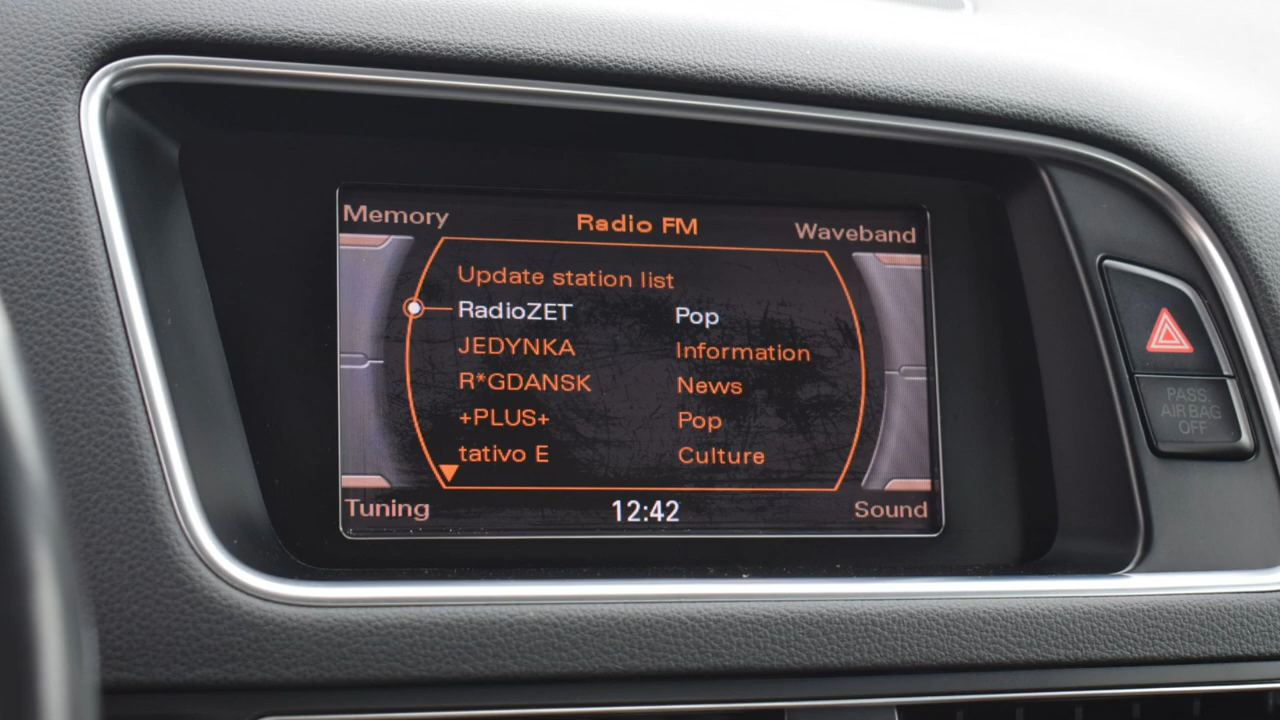 Memory Radio FM Waveband
Update station list
RadioZET Pop
JEDYNKA Information
R*GDANSK News
+PLUS+ Pop
tativo E Culture
Tuning 12:42 Sound
PASS.
AIR BAG
OFF